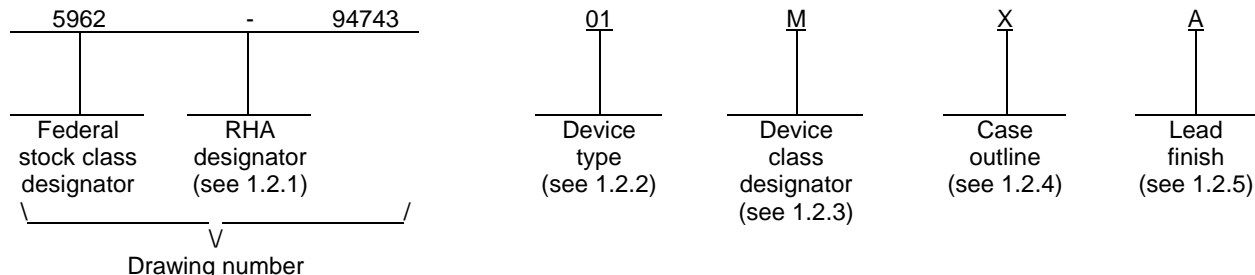 5962 - 94743 01 M X A
Federal stock class designator
RHA designator (see 1.2.1)
Device type (see 1.2.2)
Device class designator (see 1.2.3)
Case outline (see 1.2.4)
Lead finish (see 1.2.5)
Drawing number